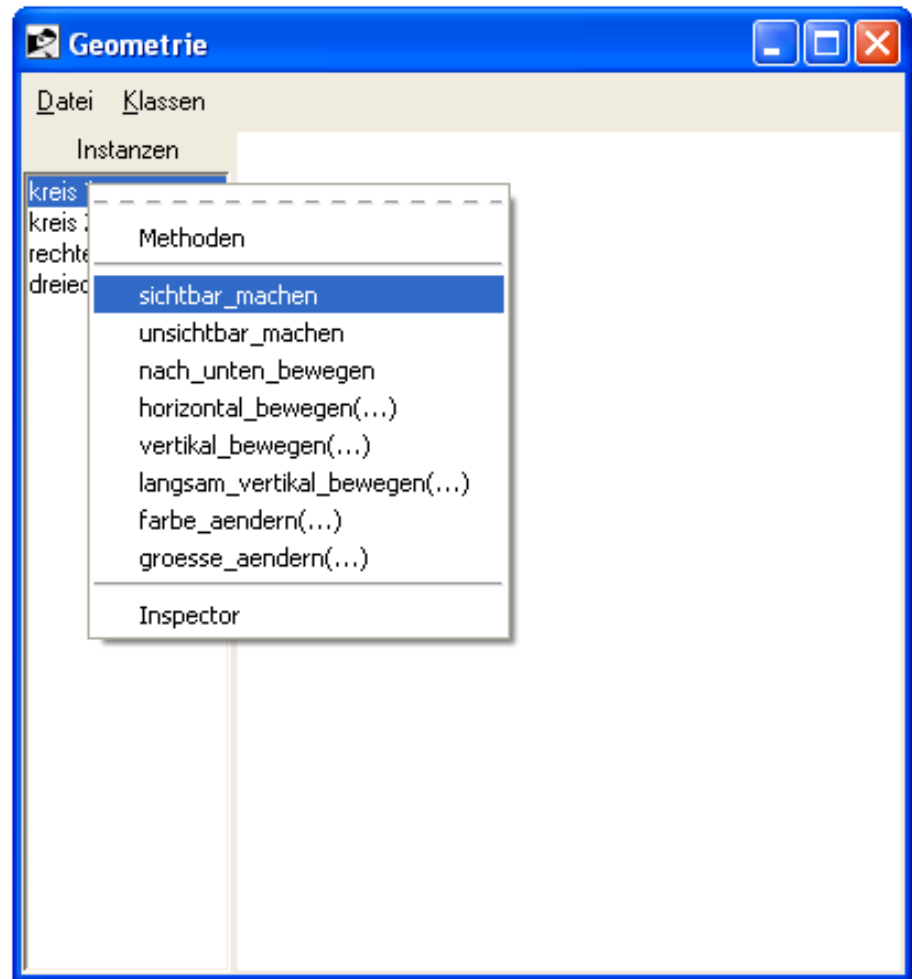 Geometrie
Datei Klassen
Instanzen
kreis
kreis
Methoden
sichtbar_machen
unsichtbar_machen
nach_unten_bewegen
horizontal_bewegen(...)
vertikal_bewegen(...)
langsam_vertikal_bewegen(...)
farbe_aendern(...)
groesse_aendern(...)
Inspector